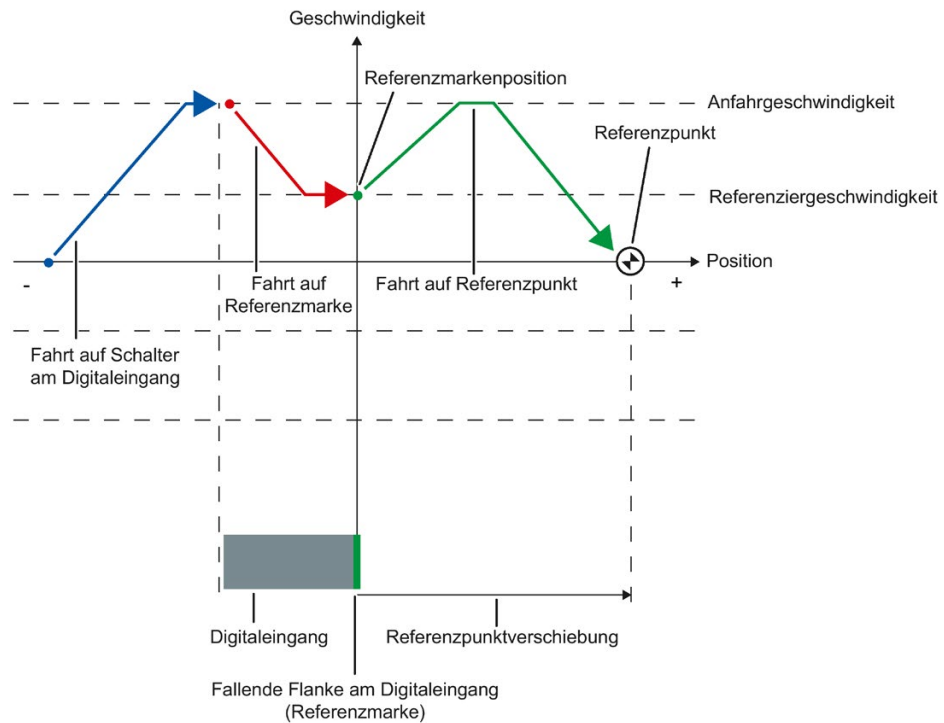 Geschwindigkeit
Referenzmarkenposition
Anfahrgeschwindigkeit
Referenzpunkt
Referenziergeschwindigkeit
Position
-
+
Fahrt auf
Referenzmarke
Fahrt auf Referenzpunkt
Fahrt auf Schalter
am Digitaleingang
Digitaleingang
Referenzpunktverschiebung
Fallende Flanke am Digitaleingang
(Referenzmarke)